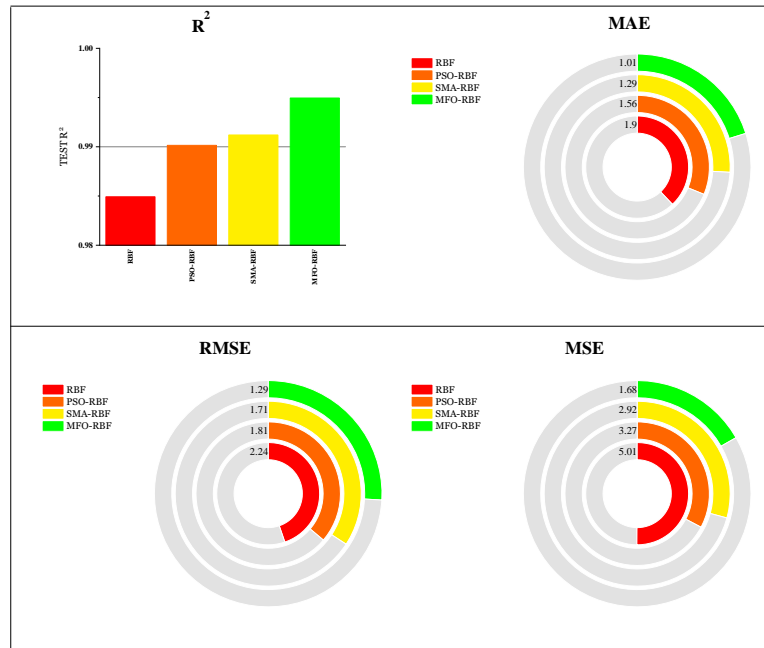 R²
1.00
0.99
0.98
TEST R²
RBF
PSO-RBF
SMA-RBF
MFO-RBF
MAE
RBF
PSO-RBF
SMA-RBF
MFO-RBF
1.01
1.29
1.56
1.9
RMSE
RBF
PSO-RBF
SMA-RBF
MFO-RBF
1.29
1.71
1.81
2.24
MSE
RBF
PSO-RBF
SMA-RBF
MFO-RBF
1.68
2.92
3.27
5.01